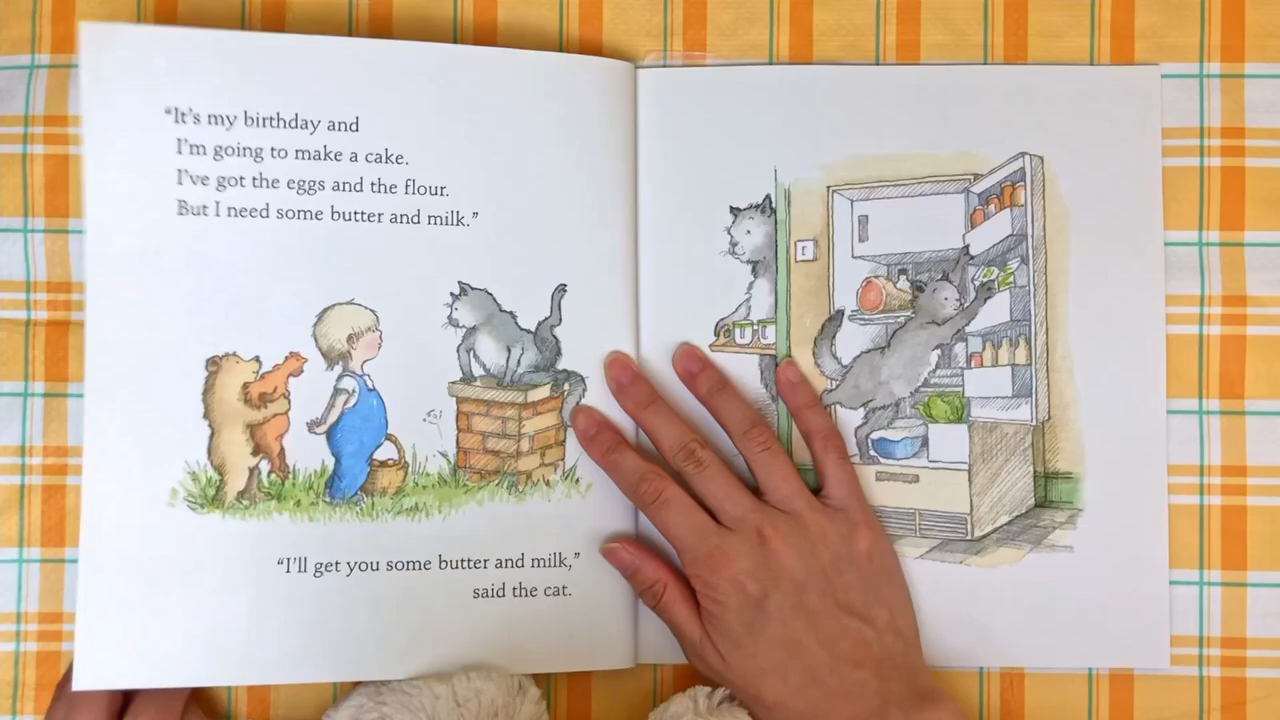 “It’s my birthday and
I’m going to make a cake.
I’ve got the eggs and the flour.
But I need some butter and milk.”
“I’ll get you some butter and milk,”
said the cat.